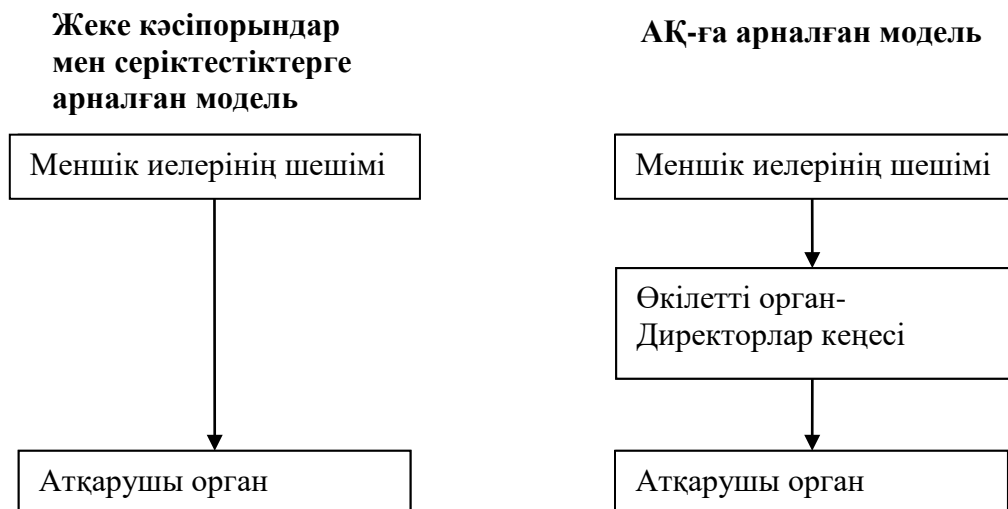 Жеке кәсіпорындар
мен серіктестіктерге
арналған модель
Меншік иелерінің шешімі
Атқарушы орган
АҚ-ға арналған модель
Меншік иелерінің шешімі
Өкілетті орган-
Директорлар кеңесі
Атқарушы орган